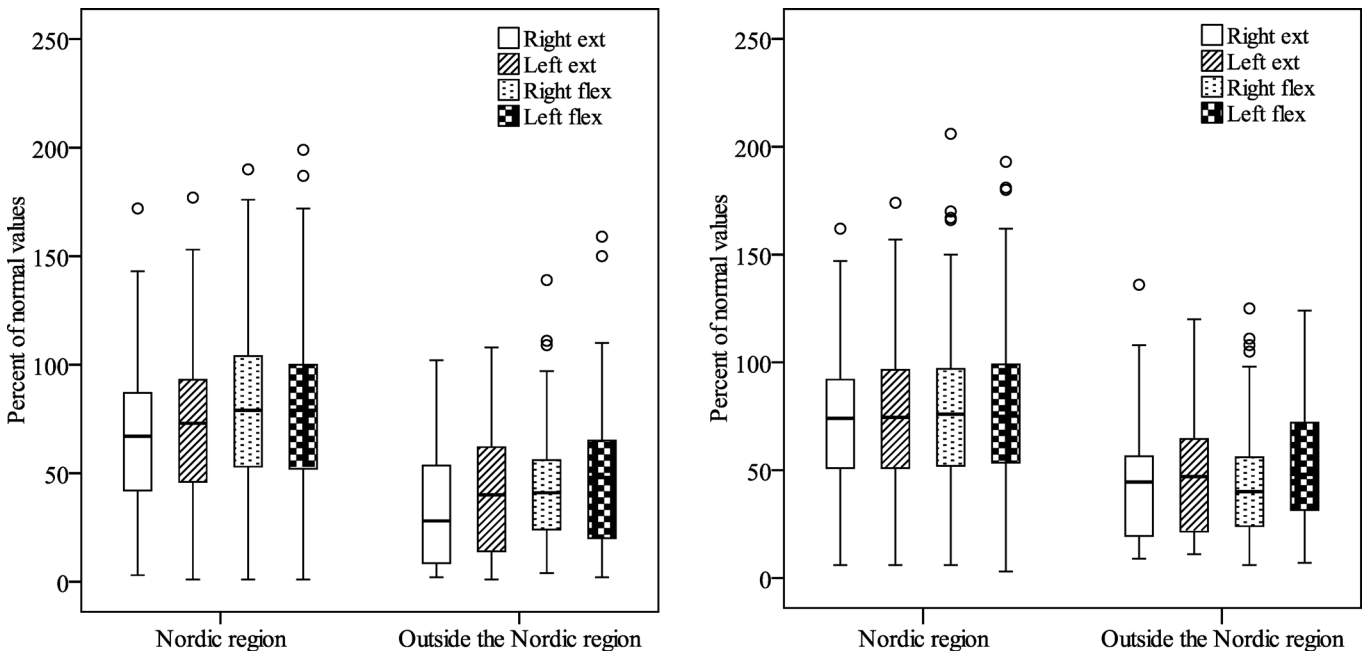 250
200
150
100
50
0
Percent of normal values
Right ext
Left ext
Right flex
Left flex
Nordic region
Outside the Nordic region
250
200
150
100
50
0
Percent of normal values
Right ext
Left ext
Right flex
Left flex
Nordic region
Outside the Nordic region